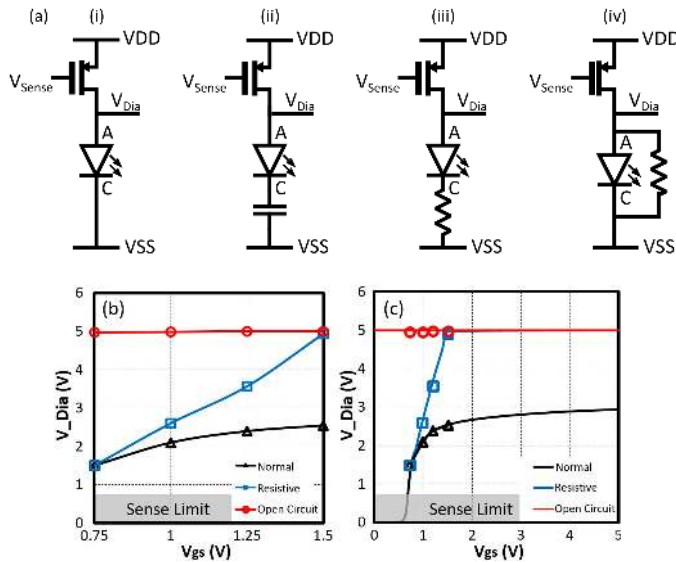 (a) (i) (ii) (iii) (iv)
VDD VDD VDD VDD
VSense VSense VSense VSense
VDia VDia VDia VDia
A A A A
C C C C
VSS VSS VSS VSS
(b)
6
5
4
3
2
1
0
V_Dia (V)
Normal
Resistive
Open Circuit
Sense Limit
0.75 1 1.25 1.5
Vgs (V)
(c)
6
5
4
3
2
1
0
V_Dia (V)
Normal
Resistive
Open Circuit
Sense Limit
0 1 2 3 4 5
Vgs (V)